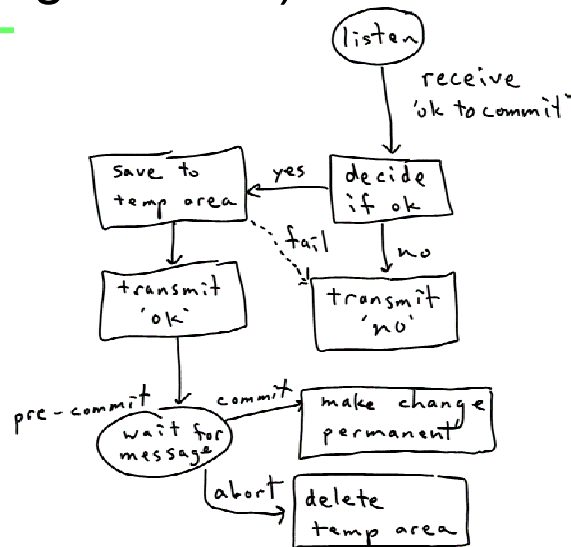 listen
receive
'ok to commit'
save to
temp area
yes
decide
if ok
fail
no
transmit
'ok'
transmit
'no'
pre-commit
commit
wait for
message
make change
permanent
abort
delete
temp area